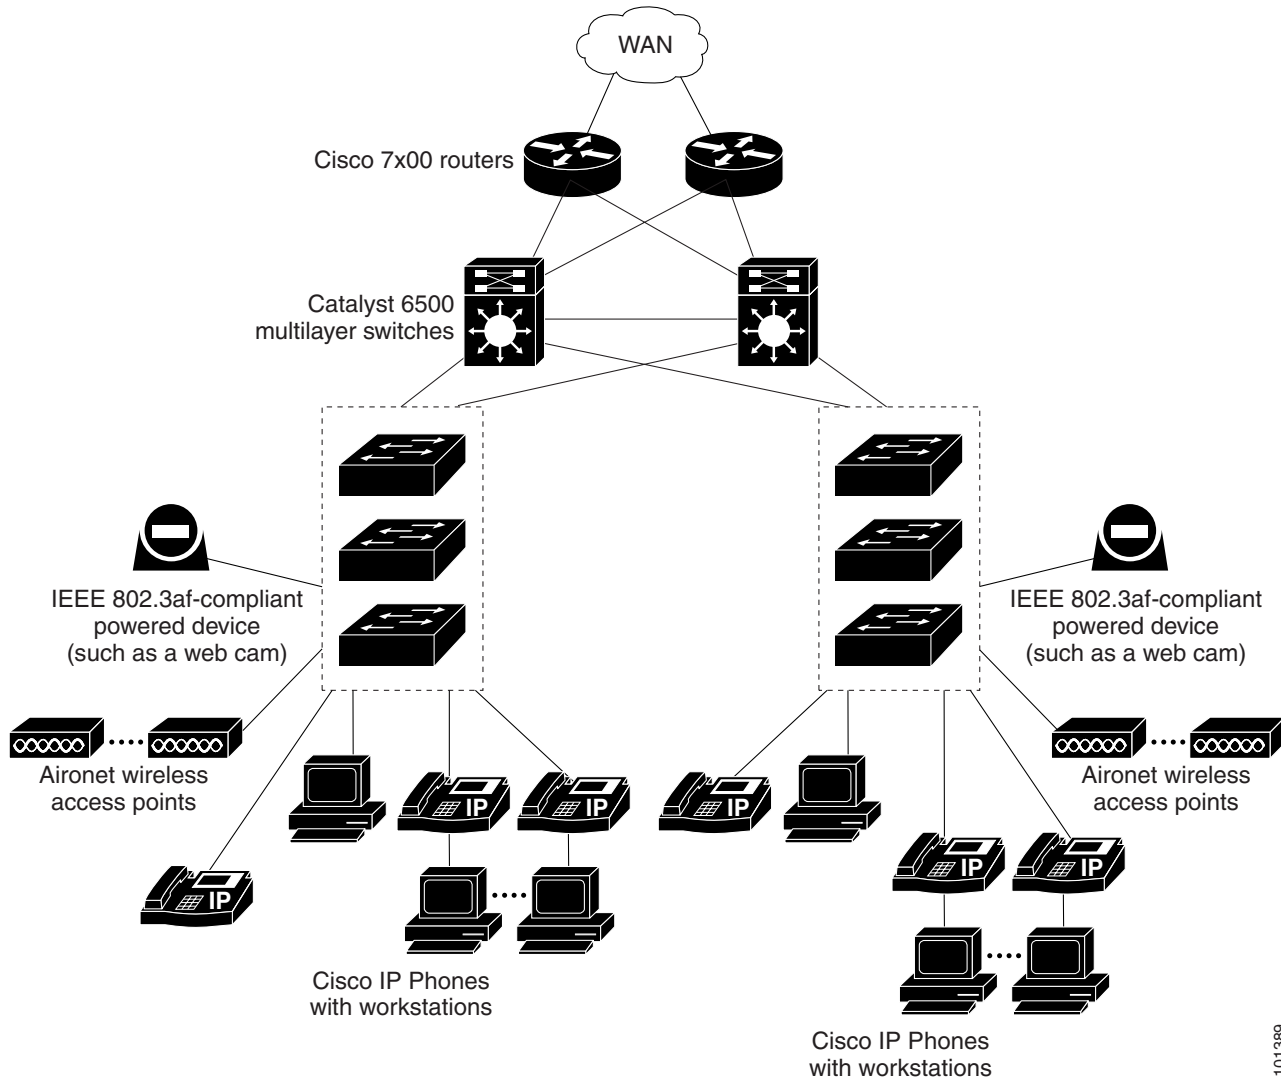 WAN
Cisco 7x00 routers
Catalyst 6500
multilayer switches
IEEE 802.3af-compliant
powered device
(such as a web cam)
IEEE 802.3af-compliant
powered device
(such as a web cam)
Aironet wireless
access points
Aironet wireless
access points
IP
IP
IP
IP
IP
IP
Cisco IP Phones
with workstations
Cisco IP Phones
with workstations
101389